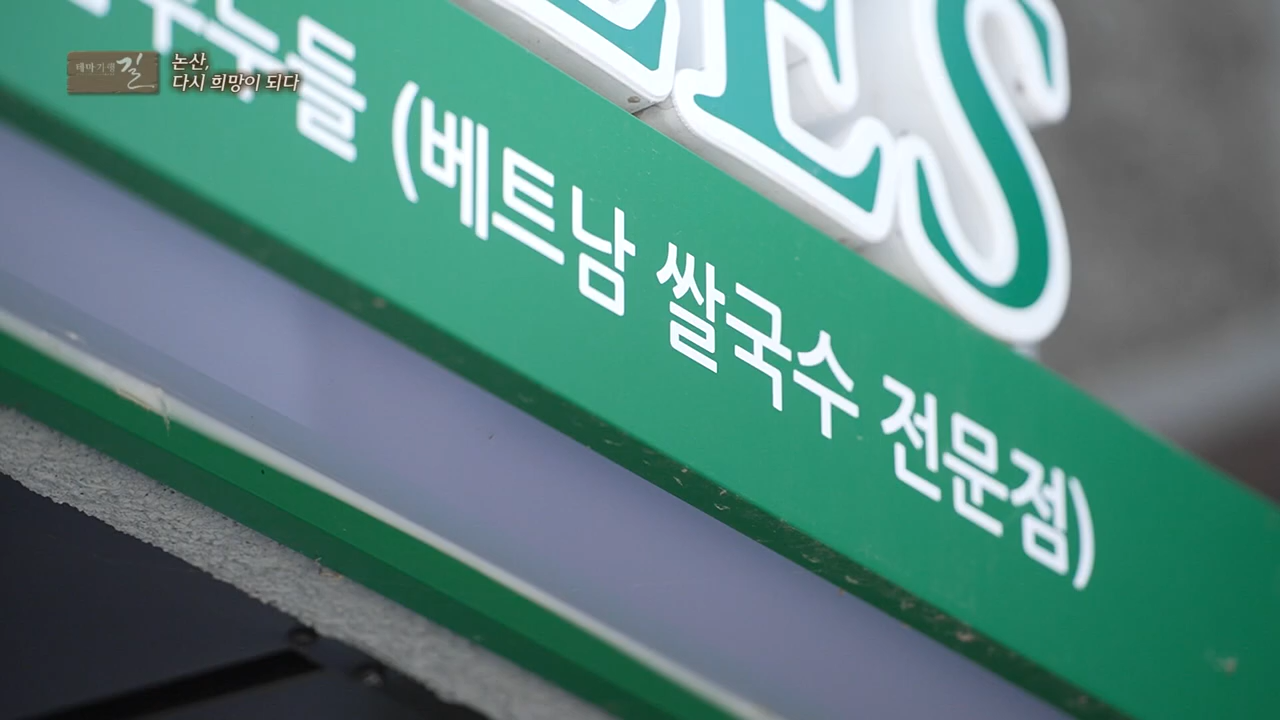 테마기행 길
논산,
다시 희망이 되다
ES
(베트남 쌀국수 전문점)